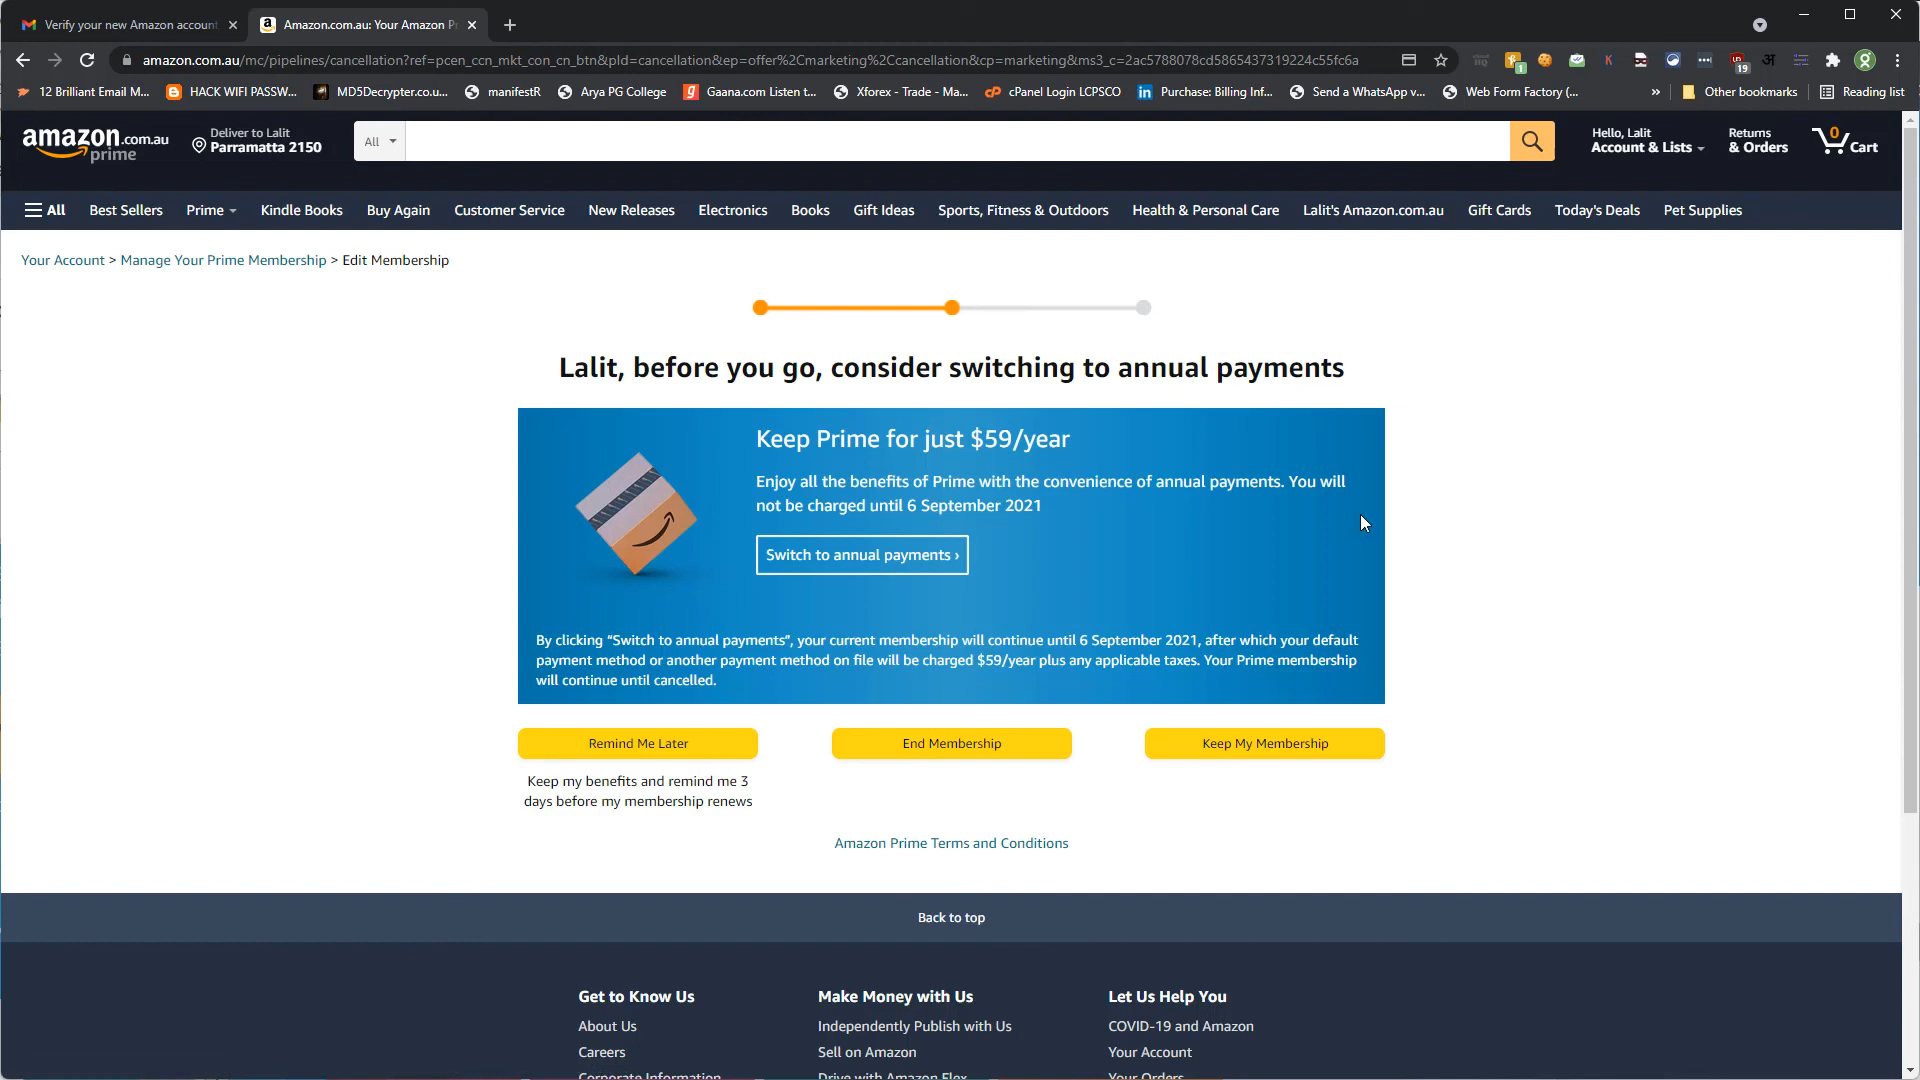 Verify your new Amazon account
Amazon.com.au: Your Amazon P
amazon.com.au/mc/pipelines/cancellation?ref=pcen_ccn_mkt_con_cn_btn&pId=cancellation&ep=offer%2Cmarketing%2Ccancellation&cp=marketing&ms3_c=2ac5788078cd5865437319224c55fc6a
1
19
12 Brilliant Email M...
HACK WIFI PASSW...
MD5Decrypter.co.u...
manifestR
Arya PG College
Gaana.com Listen t...
Xforex - Trade - Ma...
cPanel Login LCPSCO
Purchase: Billing Inf...
Send a WhatsApp v...
Web Form Factory (...
»
Other bookmarks
Reading list
amazon.com.au
prime
Deliver to Lalit
Parramatta 2150
All
Hello, Lalit
Account & Lists
Returns
& Orders
0
Cart
All
Best Sellers
Prime
Kindle Books
Buy Again
Customer Service
New Releases
Electronics
Books
Gift Ideas
Sports, Fitness & Outdoors
Health & Personal Care
Lalit's Amazon.com.au
Gift Cards
Today's Deals
Pet Supplies
Your Account > Manage Your Prime Membership > Edit Membership
Lalit, before you go, consider switching to annual payments
Keep Prime for just $59/year
Enjoy all the benefits of Prime with the convenience of annual payments. You will
not be charged until 6 September 2021
Switch to annual payments ›
By clicking “Switch to annual payments”, your current membership will continue until 6 September 2021, after which your default
payment method or another payment method on file will be charged $59/year plus any applicable taxes. Your Prime membership
will continue until cancelled.
Remind Me Later
End Membership
Keep My Membership
Keep my benefits and remind me 3
days before my membership renews
Amazon Prime Terms and Conditions
Back to top
Get to Know Us
Make Money with Us
Let Us Help You
About Us
Independently Publish with Us
COVID-19 and Amazon
Careers
Sell on Amazon
Your Account
Corporate Information
Drive with Amazon Flex
Your Orders